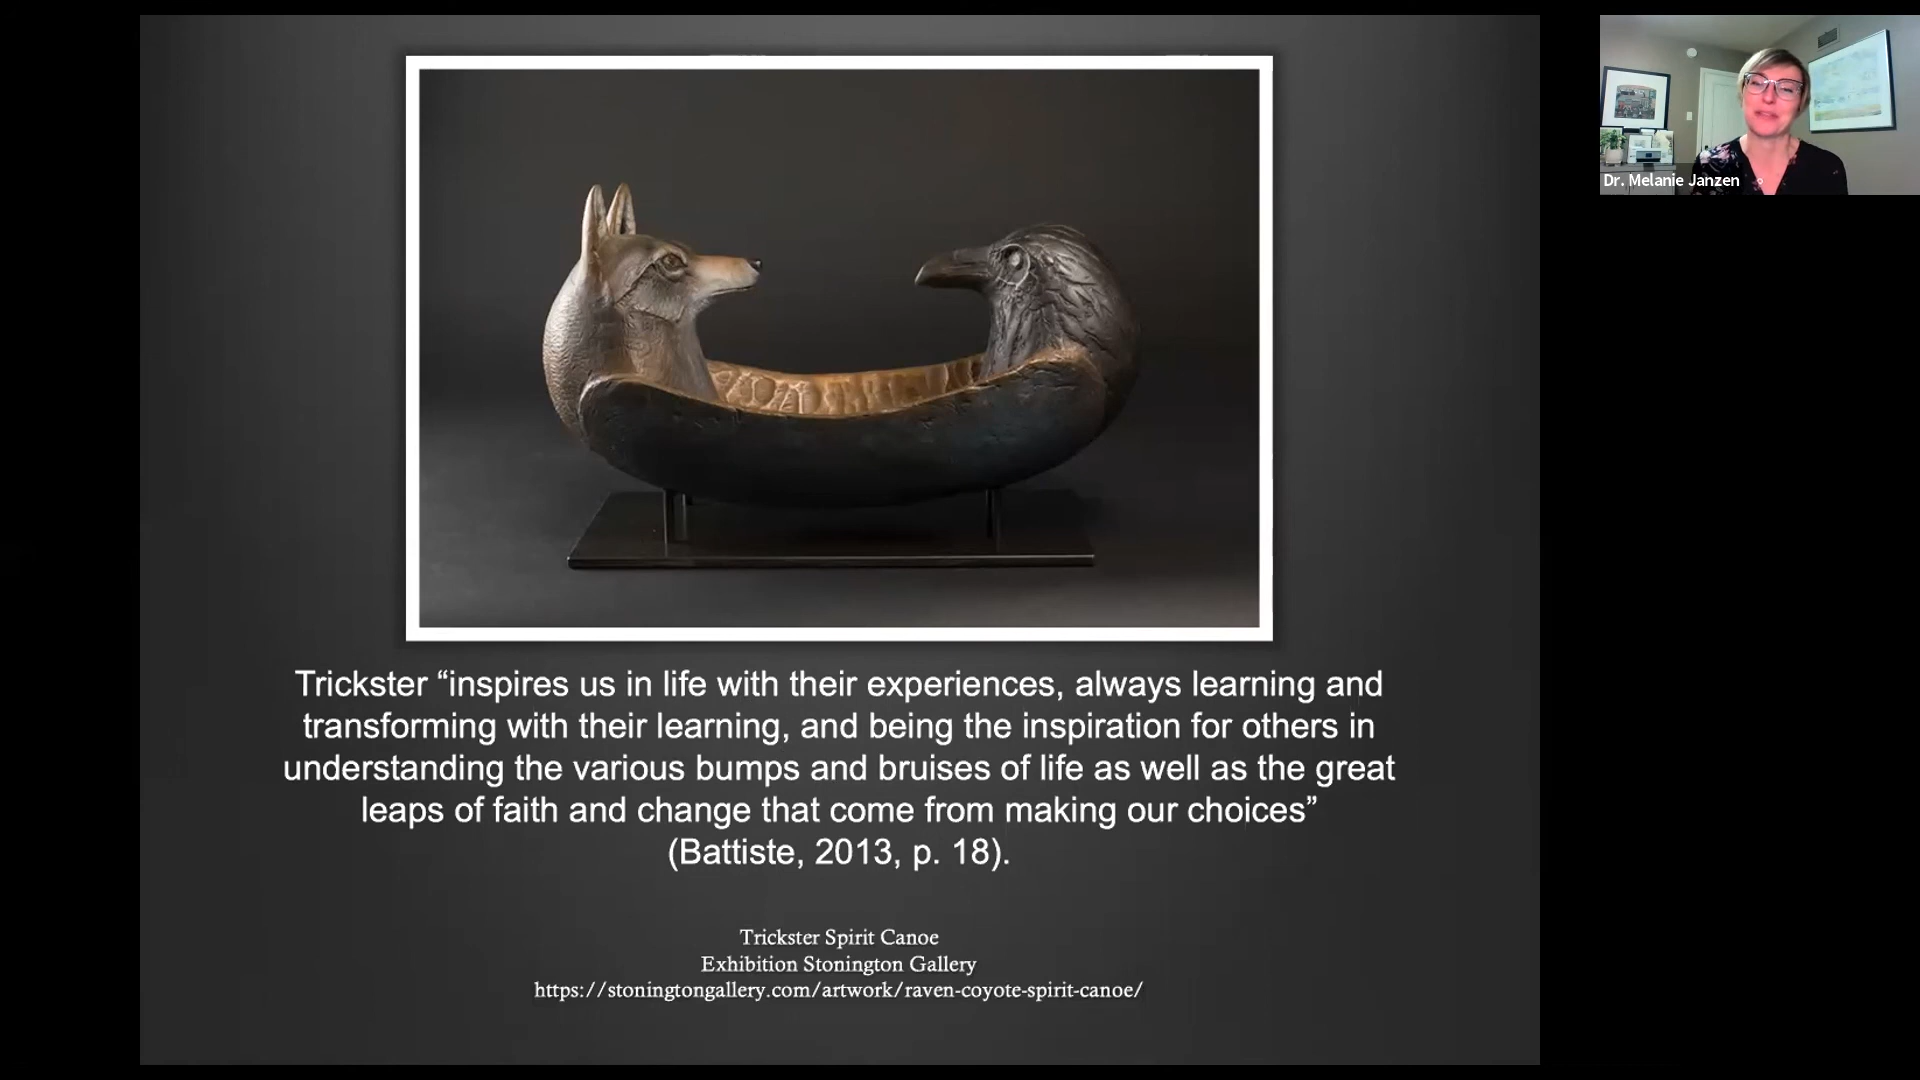 Dr. Melanie Janzen
Trickster “inspires us in life with their experiences, always learning and
transforming with their learning, and being the inspiration for others in
understanding the various bumps and bruises of life as well as the great
leaps of faith and change that come from making our choices”
(Battiste, 2013, p. 18).
Trickster Spirit Canoe
Exhibition Stonington Gallery
https://stoningtongallery.com/artwork/raven-coyote-spirit-canoe/